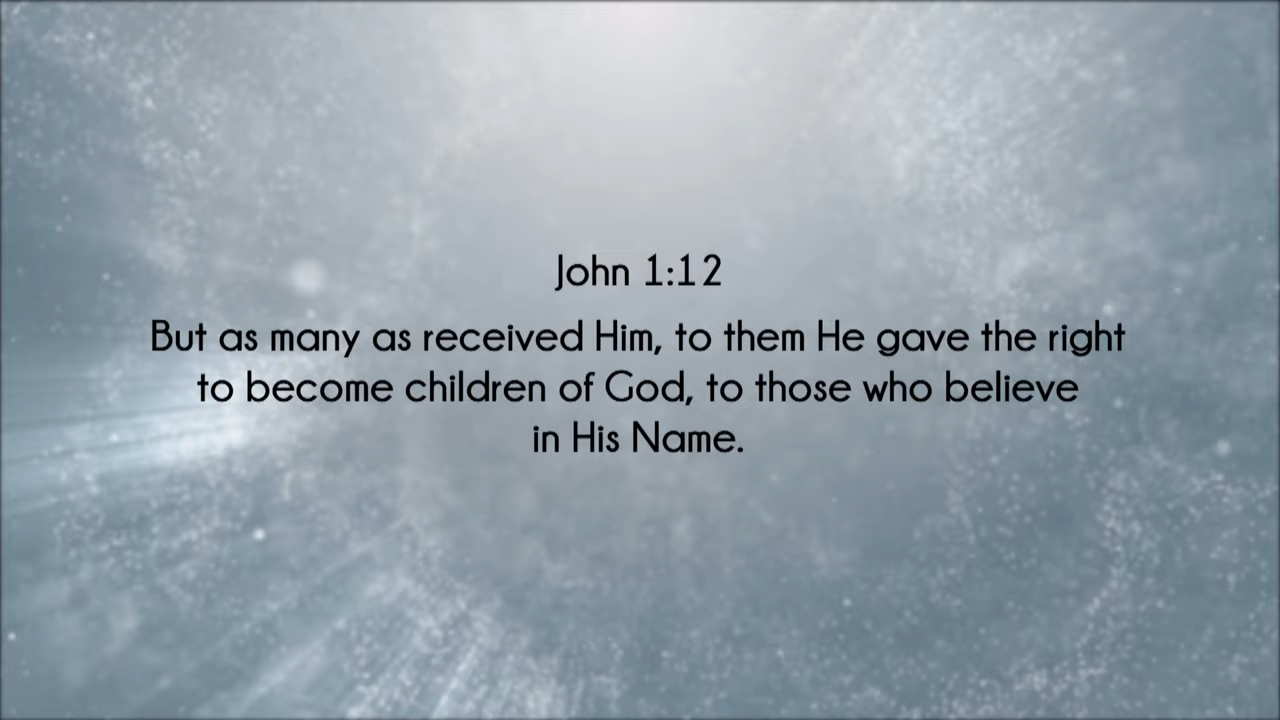 John 1:12
But as many as received Him, to them He gave the right
to become children of God, to those who believe
in His Name.